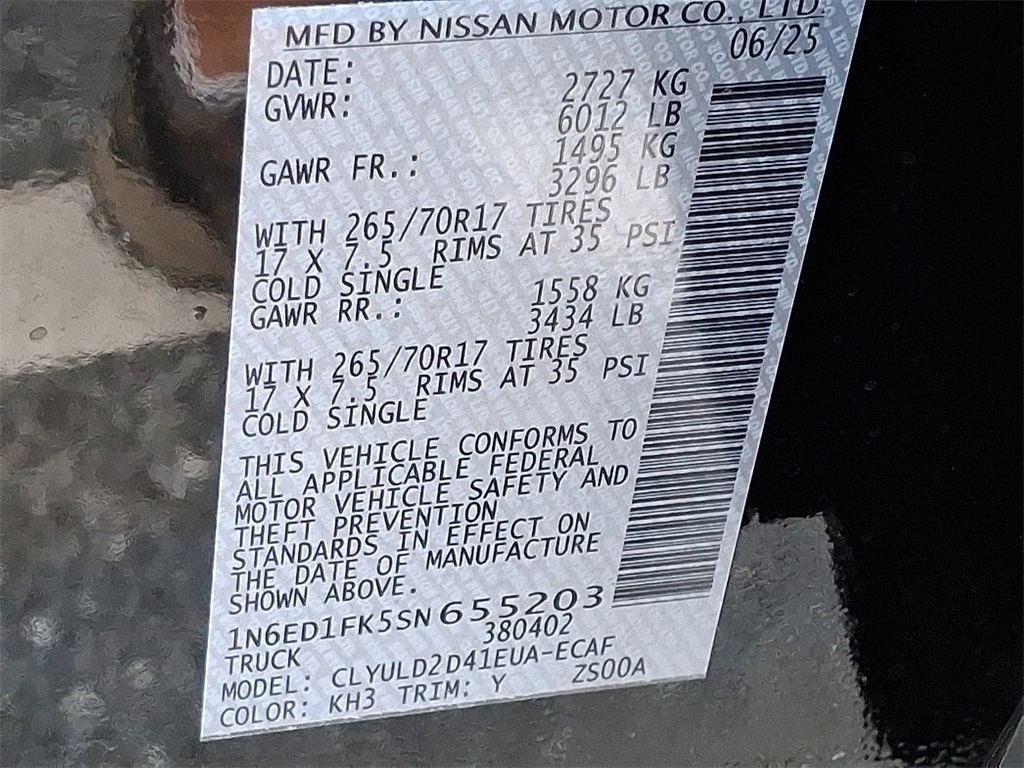 MFD BY NISSAN MOTOR CO., LTD.
DATE: 06/25
GVWR: 2727 KG
6012 LB
GAWR FR.: 1495 KG
3296 LB
WITH 265/70R17 TIRES
17 X 7.5 RIMS AT 35 PSI
COLD SINGLE
GAWR RR.: 1558 KG
3434 LB
WITH 265/70R17 TIRES
17 X 7.5 RIMS AT 35 PSI
COLD SINGLE
THIS VEHICLE CONFORMS TO
ALL APPLICABLE FEDERAL
MOTOR VEHICLE SAFETY AND
THEFT PREVENTION
STANDARDS IN EFFECT ON
THE DATE OF MANUFACTURE
SHOWN ABOVE.
1N6ED1FK5SN655203
TRUCK 380402
MODEL: CLYULD2D41EUA-ECAF
COLOR: KH3 TRIM: Y ZS00A